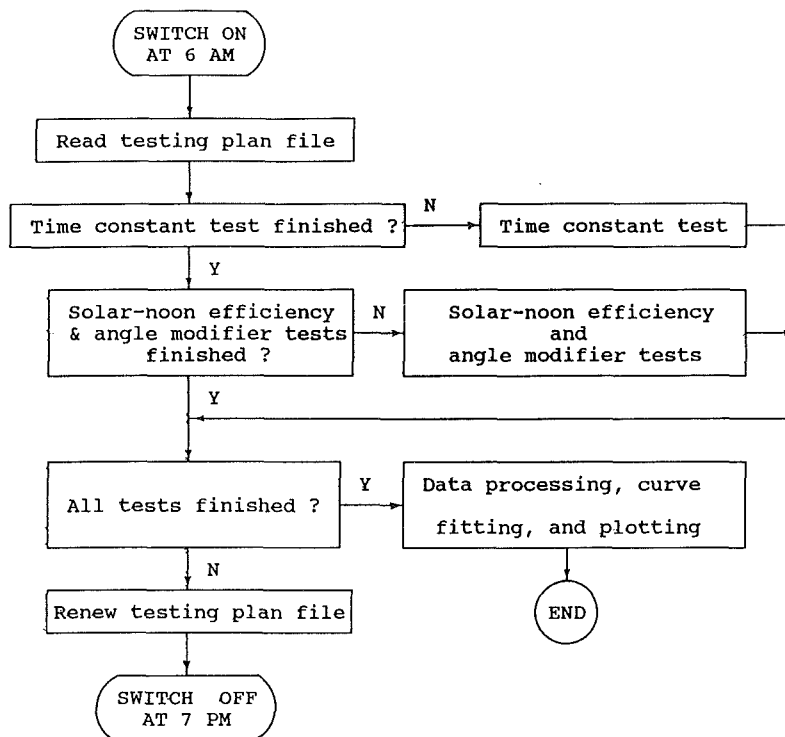 SWITCH ON
AT 6 AM
Read testing plan file
Time constant test finished ?
N
Time constant test
Y
Solar-noon efficiency
& angle modifier tests
finished ?
N
Solar-noon efficiency
and
angle modifier tests
Y
All tests finished ?
Y
Data processing, curve
fitting, and plotting
N
Renew testing plan file
END
SWITCH OFF
AT 7 PM